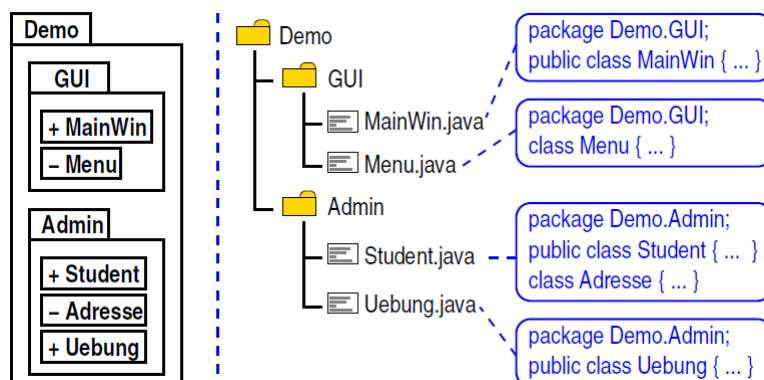 Demo
GUI
+ MainWin
– Menu
Admin
+ Student
– Adresse
+ Uebung
Demo
GUI
MainWin.java
Menu.java
Admin
Student.java
Uebung.java
package Demo.GUI;
public class MainWin { ... }
package Demo.GUI;
class Menu { ... }
package Demo.Admin;
public class Student { ... }
class Adresse { ... }
package Demo.Admin;
public class Uebung { ... }